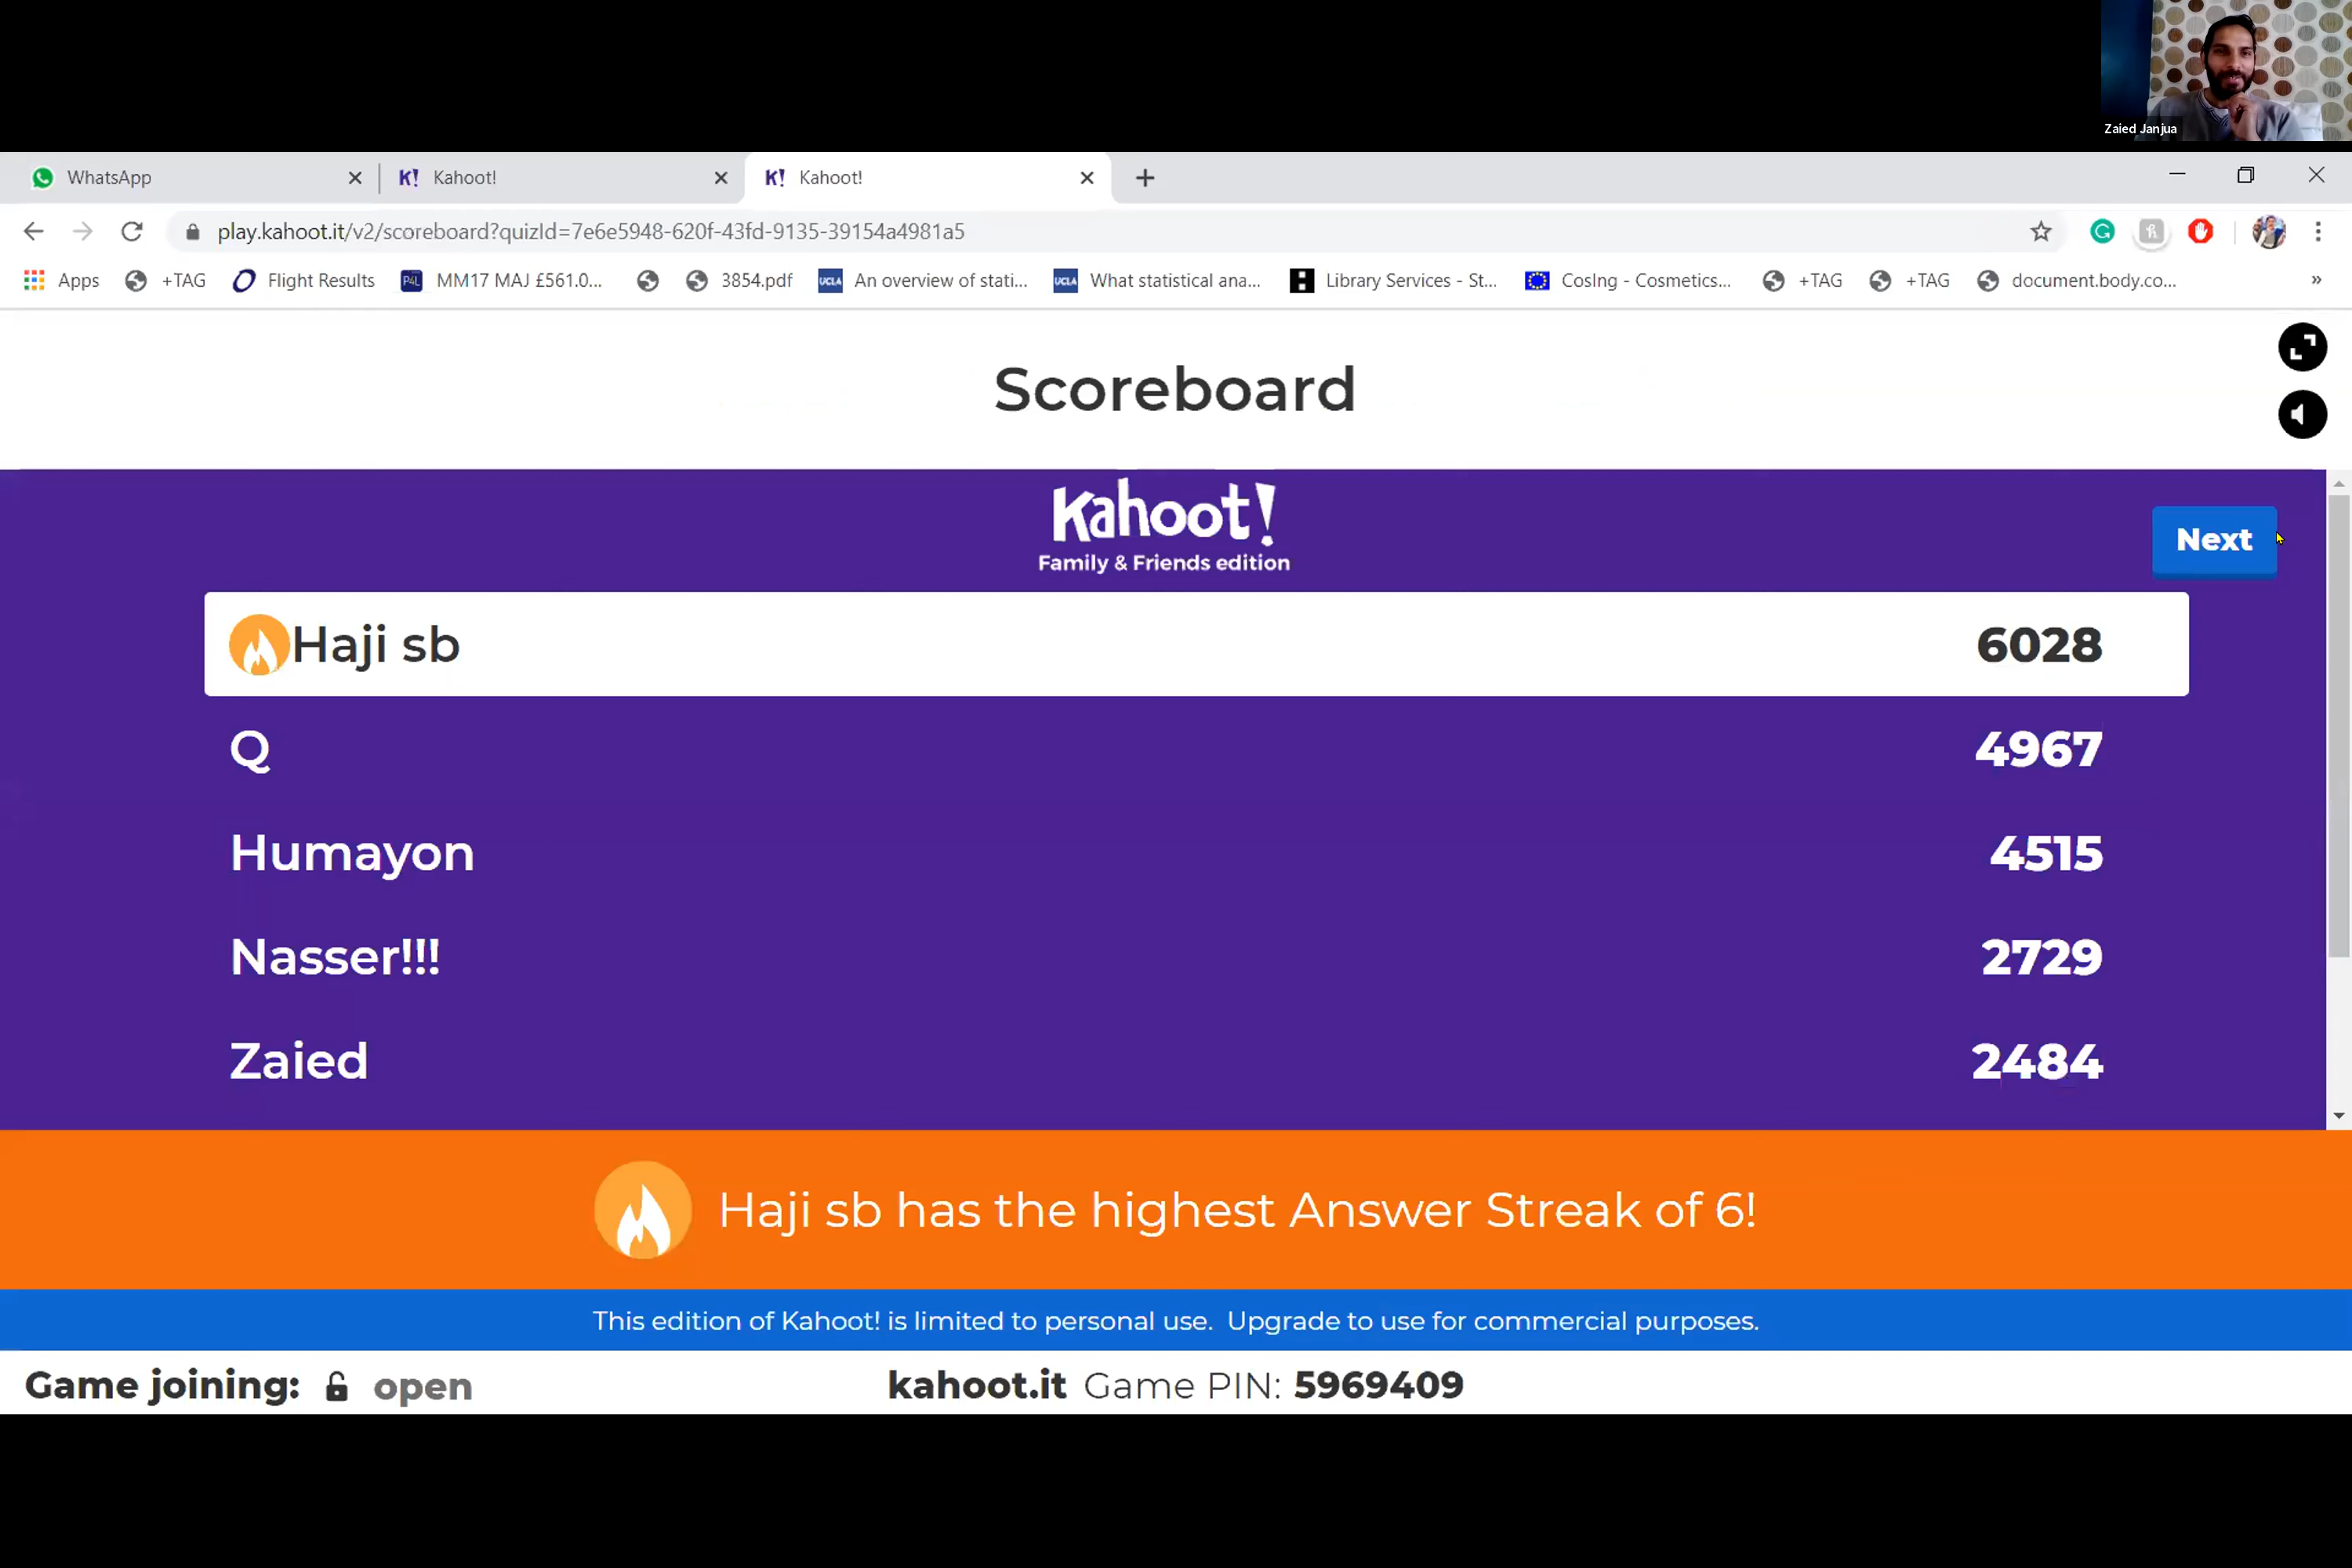 Zaied Janjua
WhatsApp
K! Kahoot!
K! Kahoot!
play.kahoot.it/v2/scoreboard?quizId=7e6e5948-620f-43fd-9135-39154a4981a5
Apps +TAG Flight Results P4L MM17 MAJ £561.0... 3854.pdf UCLA An overview of stati... UCLA What statistical ana... Library Services - St... CosIng - Cosmetics... +TAG +TAG document.body.co... »
Scoreboard
Kahoot!
Family & Friends edition
Next
Haji sb 6028
Q 4967
Humayon 4515
Nasser!!! 2729
Zaied 2484
Haji sb has the highest Answer Streak of 6!
This edition of Kahoot! is limited to personal use. Upgrade to use for commercial purposes.
Game joining: open kahoot.it Game PIN: 5969409